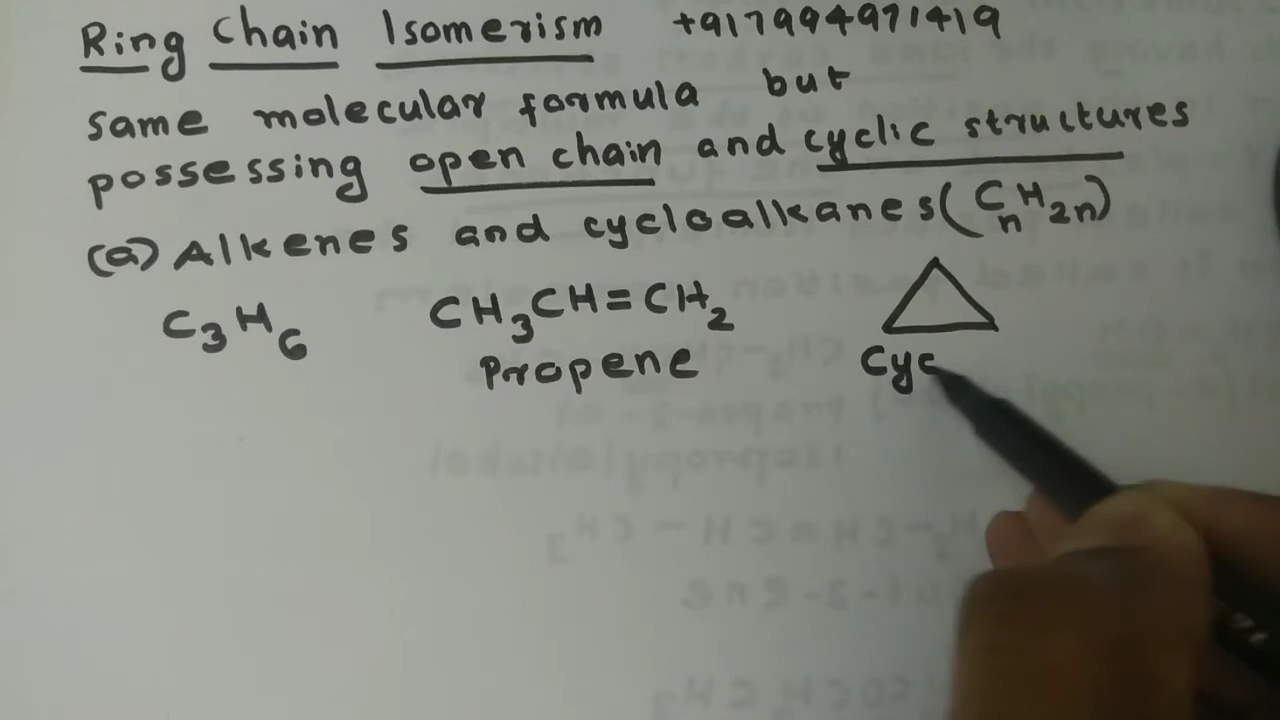 Ring Chain Isomerism +917994971419
same molecular formula but
possessing open chain and cyclic structures
(a) Alkenes and cycloalkanes (CnH2n)
C3H6 CH3CH=CH2
Propene Cyc